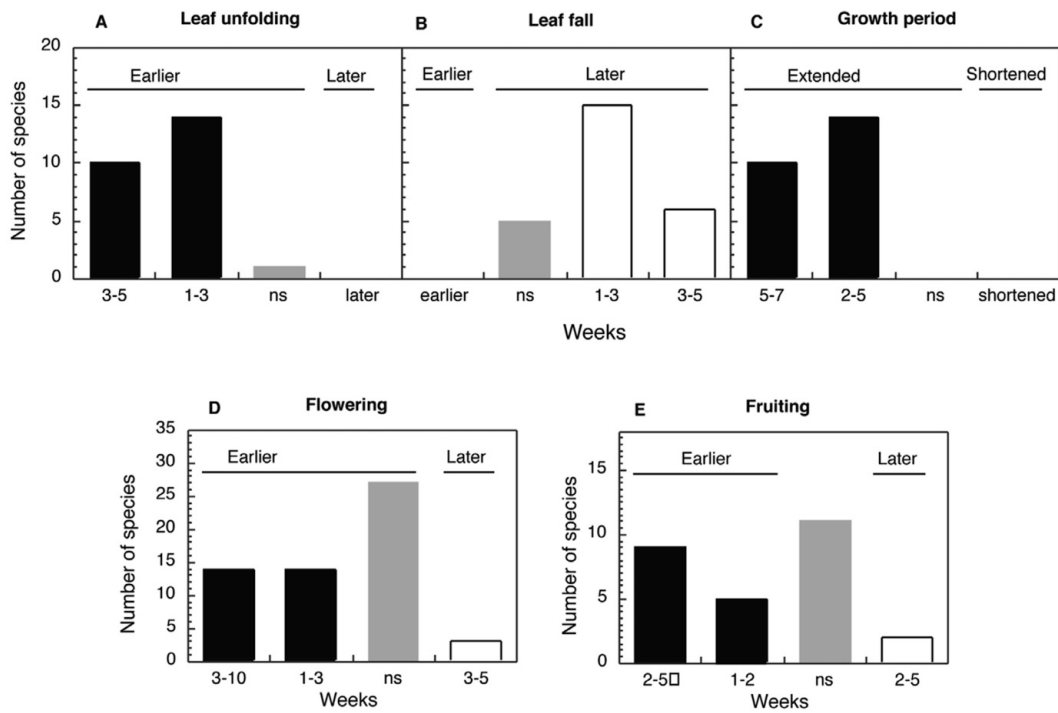 A Leaf unfolding B Leaf fall C Growth period
20
Earlier Later Earlier Later Extended Shortened
15
10
5
0
Number of species
3-5 1-3 ns later earlier ns 1-3 3-5 5-7 2-5 ns shortened
Weeks
D Flowering
35
30
25
20
15
10
5
0
Earlier Later
Number of species
3-10 1-3 ns 3-5
Weeks
E Fruiting
15
10
5
0
Earlier Later
Number of species
2-5□ 1-2 ns 2-5
Weeks